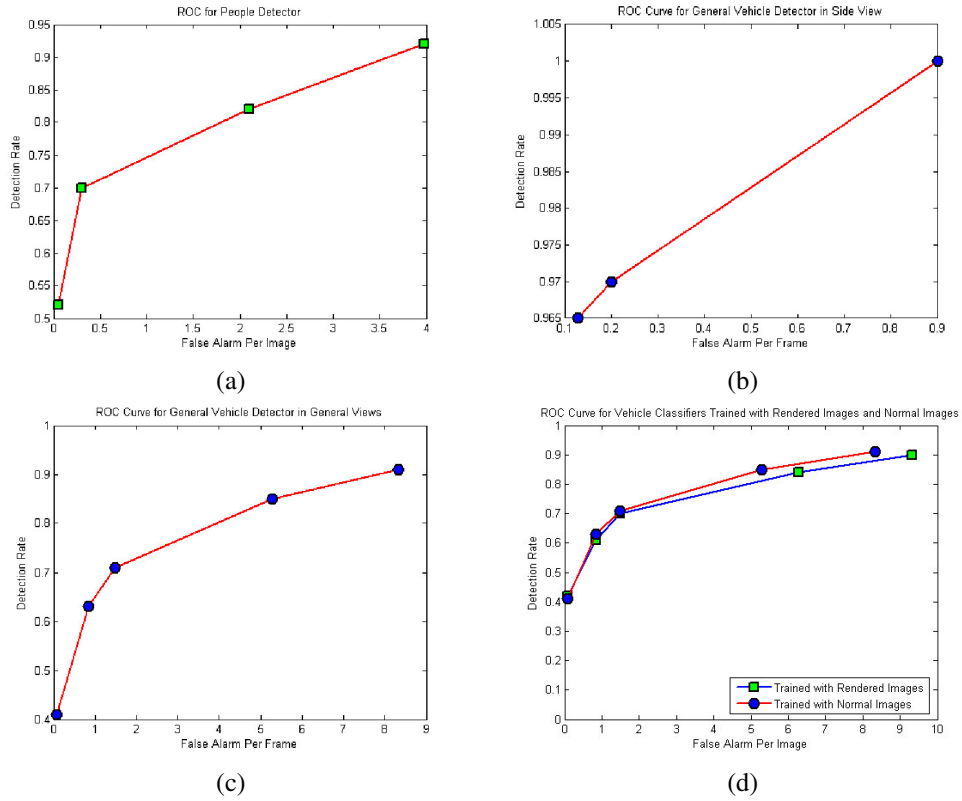 ROC for People Detector
0.95
0.9
0.85
0.8
0.75
0.7
0.65
0.6
0.55
0.5
0 0.5 1 1.5 2 2.5 3 3.5 4
Detection Rate
False Alarm Per Image
(a)
ROC Curve for General Vehicle Detector in Side View
1.005
1
0.995
0.99
0.985
0.98
0.975
0.97
0.965
0.1 0.2 0.3 0.4 0.5 0.6 0.7 0.8 0.9
Detection Rate
False Alarm Per Frame
(b)
ROC Curve for General Vehicle Detector in General Views
1
0.9
0.8
0.7
0.6
0.5
0.4
0 1 2 3 4 5 6 7 8 9
Detection Rate
False Alarm Per Frame
(c)
ROC Curve for Vehicle Classifiers Trained with Rendered Images and Normal Images
1
0.9
0.8
0.7
0.6
0.5
0.4
0.3
0.2
0.1
0
0 1 2 3 4 5 6 7 8 9 10
Detection Rate
Trained with Rendered Images
Trained with Normal Images
False Alarm Per Image
(d)